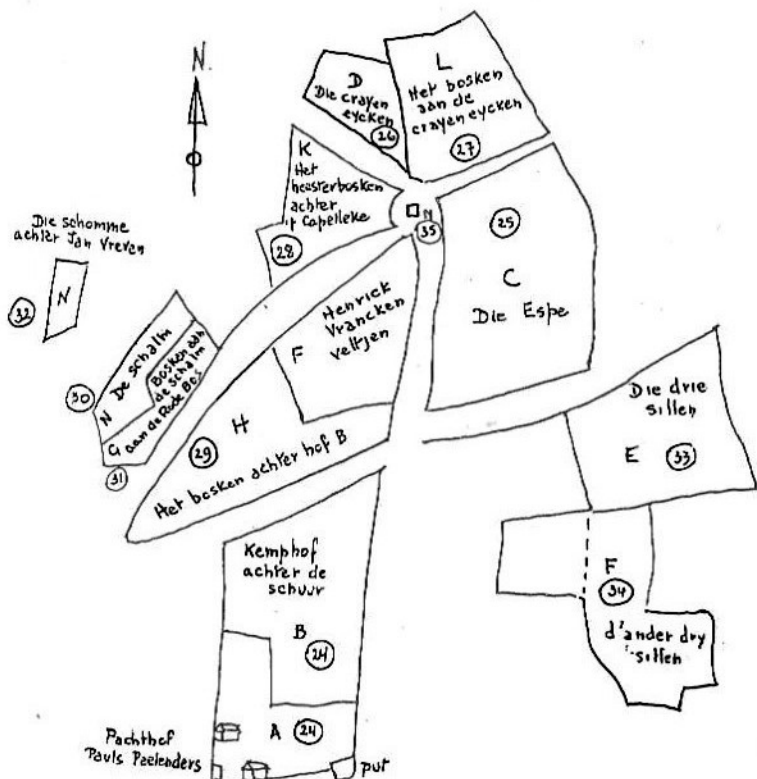 N.
D
Die crayen
eycken
26
L
Het bosken
aan de
crayen eycken
27
K
Het
heesterbosken
achter
't Capelleke
28
N
35
25
C
Die Espe
Die schomme
achter Jan Vreven
N
32
Henrick
Vrancken
veltjen
F
N De schalm
30
Bosken aan
de schalm
G aan de Rode Bos
31
H
29
Het bosken achter hof B
Die drie
sillen
E 33
F
34
d'ander dry
sillen
Kemphof
achter de
schuur
B
24
A 24
Pachthof
Pauls Peelenders
put